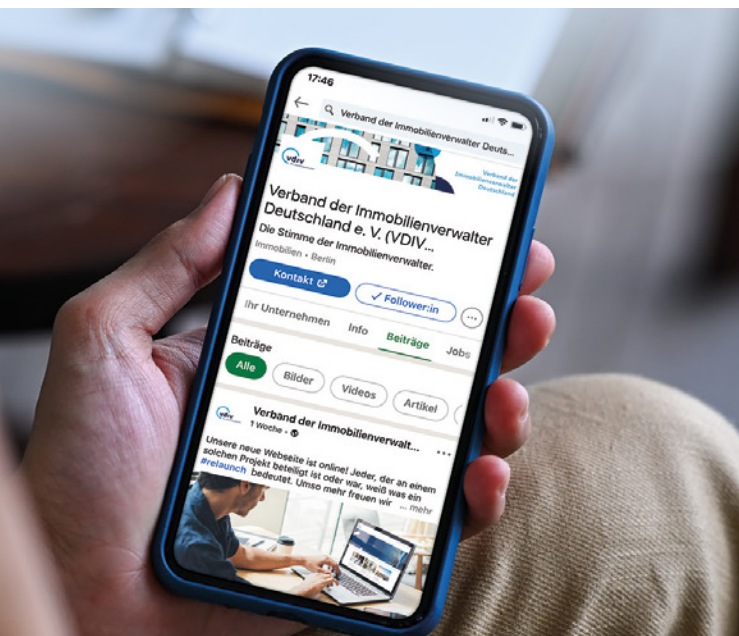 17:46
Verband der Immobilienverwalter Deuts...
vdiv
Verband der
Immobilienverwalter
Deutschland
Verband der Immobilienverwalter
Deutschland e. V. (VDIV...
Die Stimme der Immobilienverwalter.
Immobilien • Berlin
Kontakt
Follower:in
Ihr Unternehmen Info Beiträge Jobs
Beiträge
Alle Bilder Videos Artikel
vdiv
Verband der Immobilienverwalt...
1 Woche •
Unsere neue Webseite ist online! Jeder, der an einem
solchen Projekt beteiligt ist oder war, weiß was ein
#relaunch bedeutet. Umso mehr freuen wir ... mehr